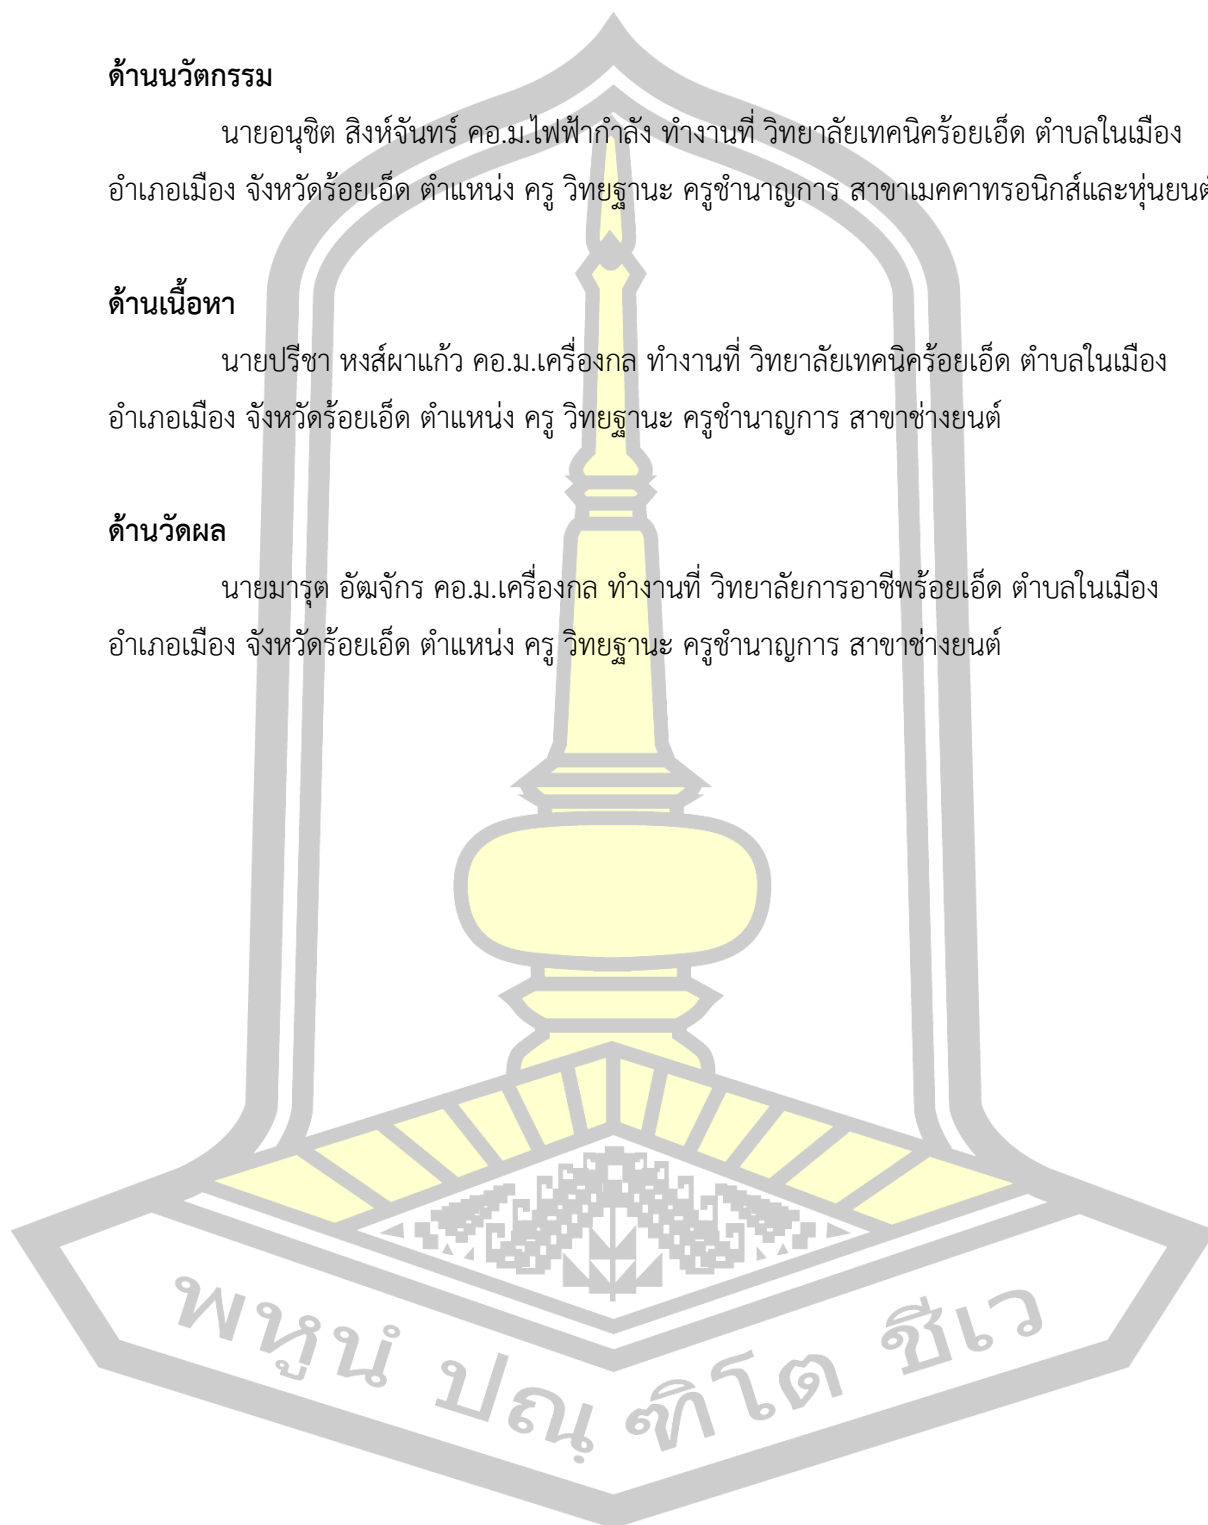 ด้านนวัตกรรม
นายอนุชิต สิงห์จันทร์ คอ.ม.ไฟฟ้ากำลัง ทำงานที่ วิทยาลัยเทคนิคร้อยเอ็ด ตำบลในเมือง
อำเภอเมือง จังหวัดร้อยเอ็ด ตำแหน่ง ครู วิทยฐานะ ครูชำนาญการ สาขาเมคคาทรอนิกส์และหุ่นยนต์
ด้านเนื้อหา
นายปรีชา หงส์ผาแก้ว คอ.ม.เครื่องกล ทำงานที่ วิทยาลัยเทคนิคร้อยเอ็ด ตำบลในเมือง
อำเภอเมือง จังหวัดร้อยเอ็ด ตำแหน่ง ครู วิทยฐานะ ครูชำนาญการ สาขาช่างยนต์
ด้านวัดผล
นายมารุต อัฒจักร คอ.ม.เครื่องกล ทำงานที่ วิทยาลัยการอาชีพร้อยเอ็ด ตำบลในเมือง
อำเภอเมือง จังหวัดร้อยเอ็ด ตำแหน่ง ครู วิทยฐานะ ครูชำนาญการ สาขาช่างยนต์
พหูนํ ปณฺฑิโต ชีเว